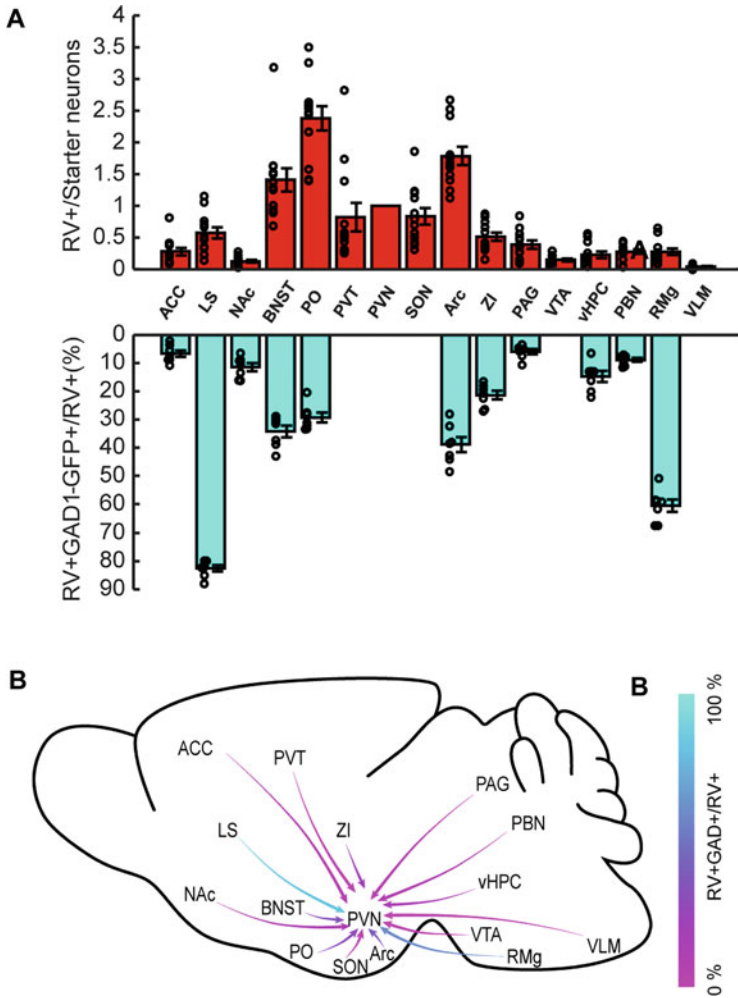 A
RV+/Starter neurons
4
3.5
3
2.5
2
1.5
1
0.5
0
ACC LS NAc BNST PO PVT PVN SON Arc ZI PAG VTA vHPC PBN RMg VLM
RV+GAD1-GFP+/RV+(%)
0
10
20
30
40
50
60
70
80
90
B
B
ACC
PVT
PAG
LS
ZI
PBN
NAc
BNST
PVN
vHPC
PO
SON
Arc
VTA
RMg
VLM
100 %
RV+GAD+/RV+
0 %